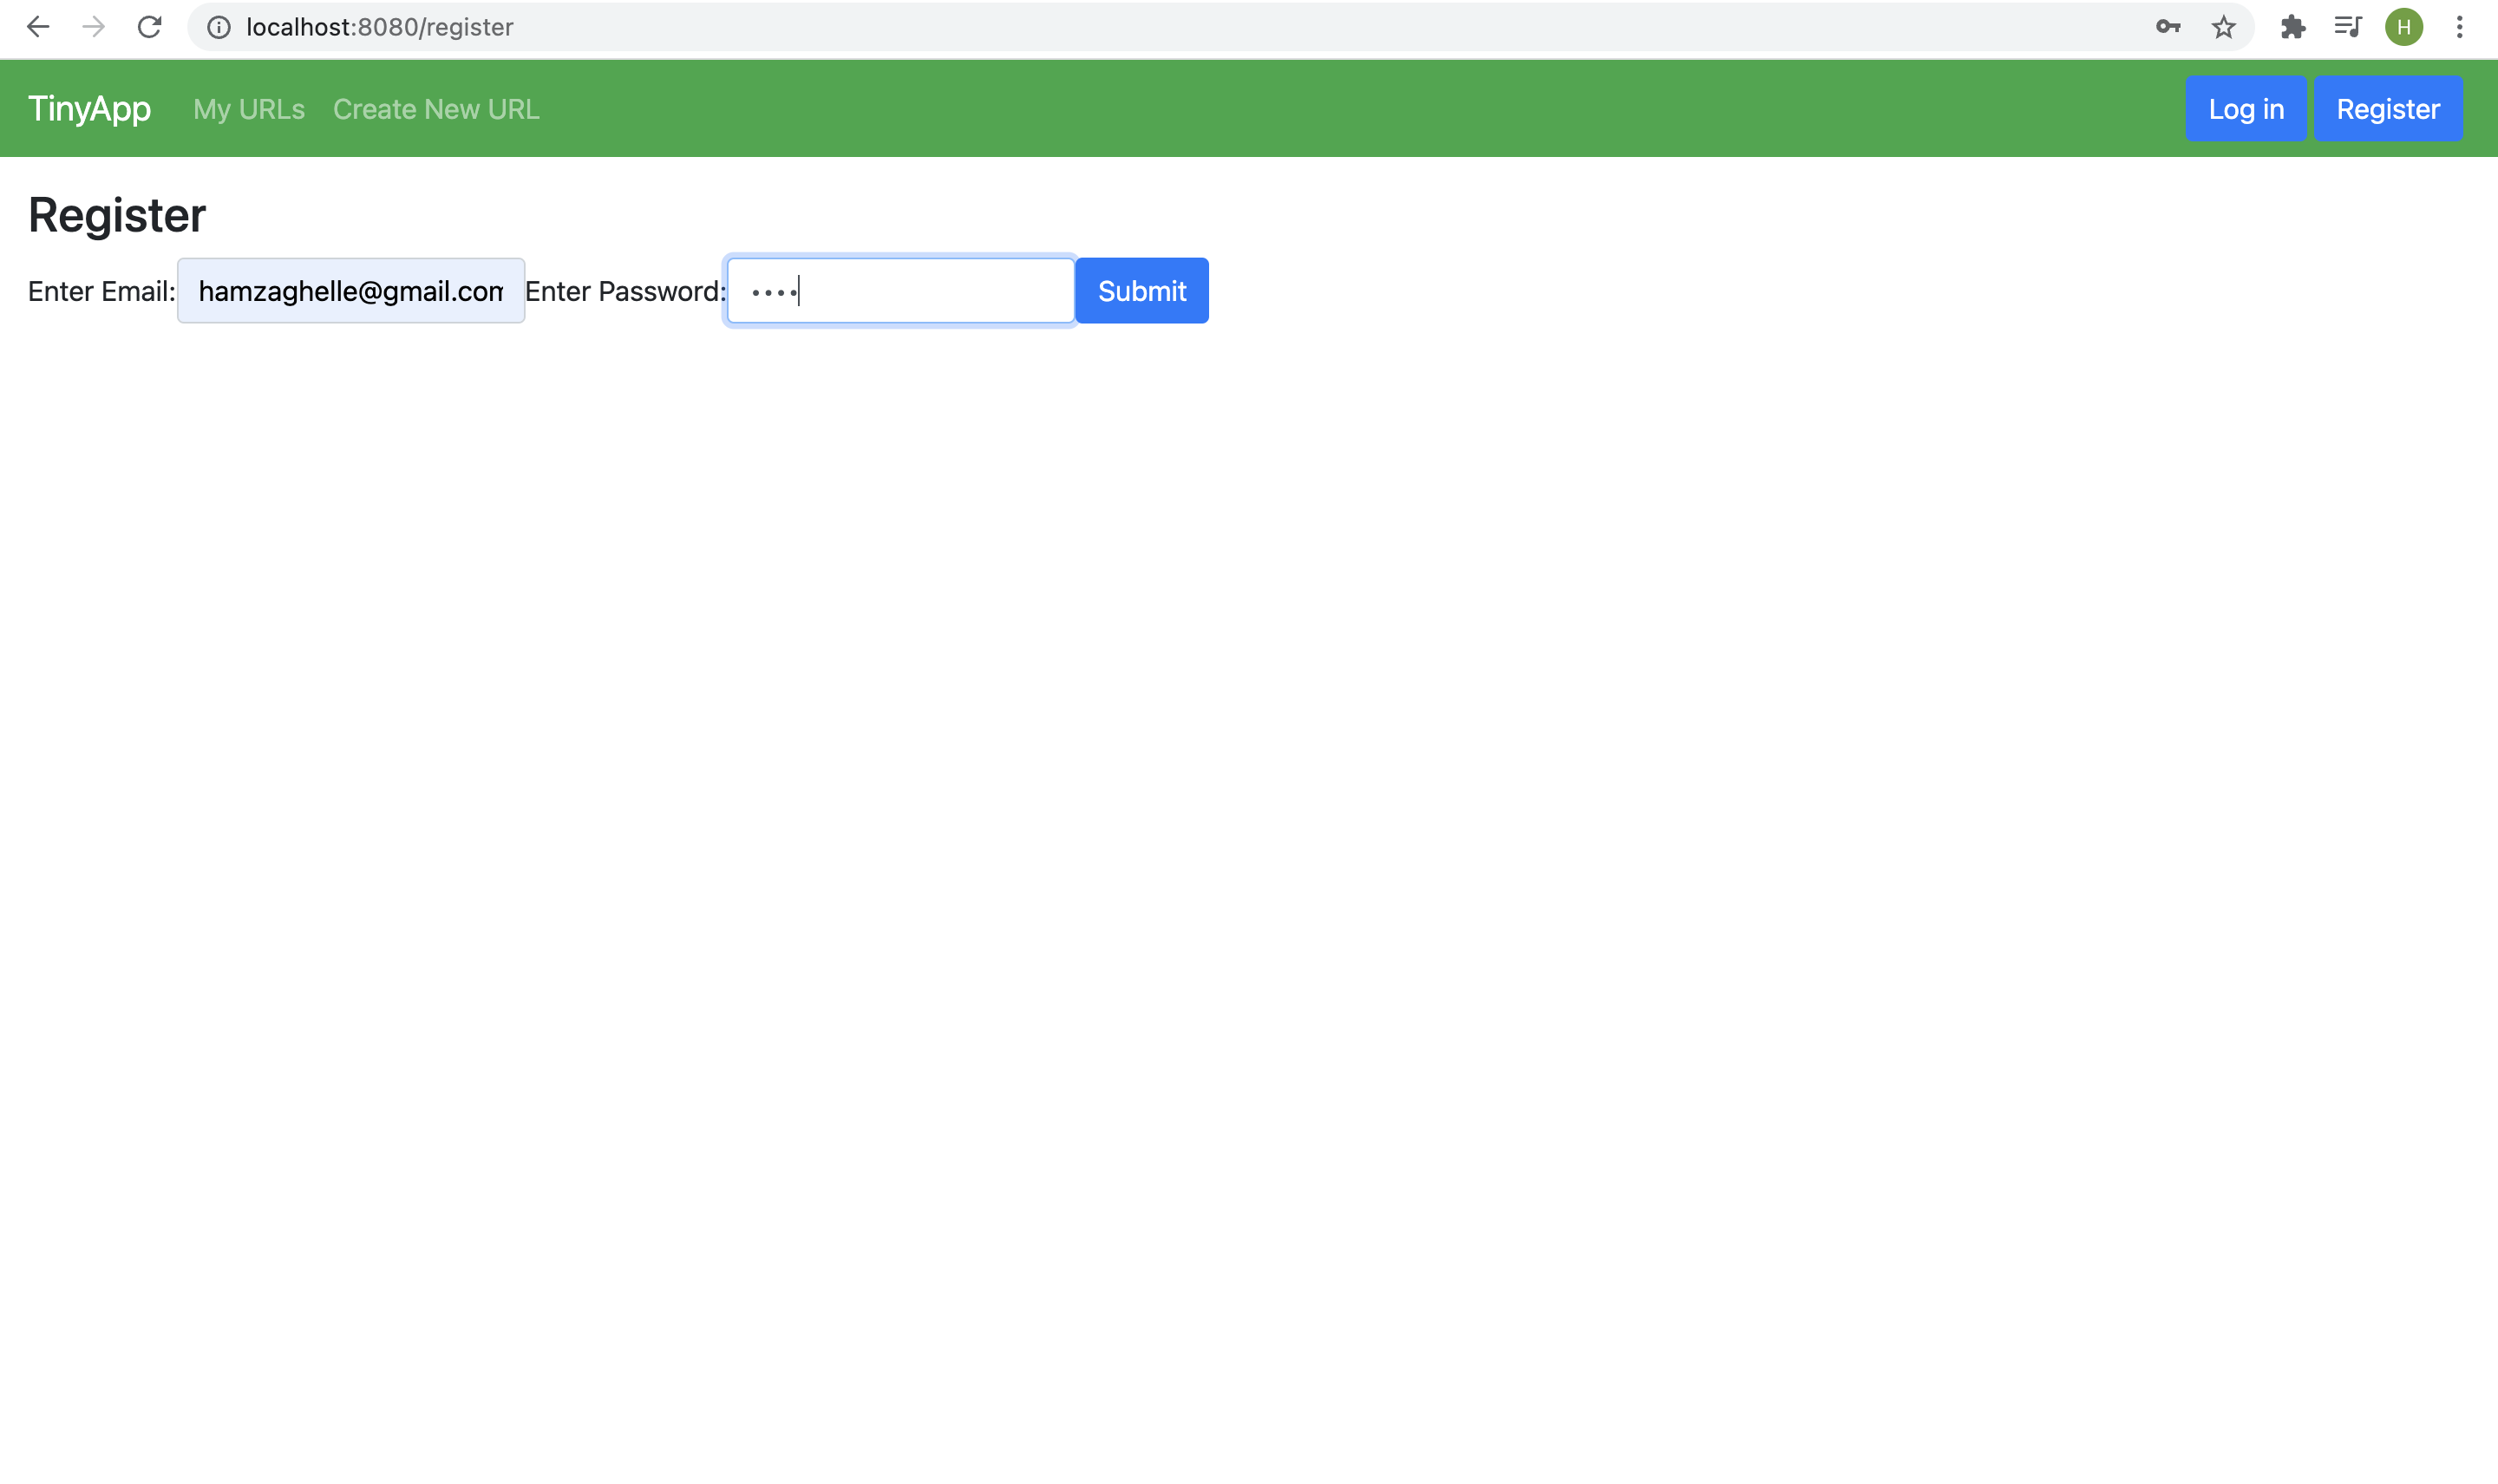 localhost:8080/register
H
TinyApp My URLs Create New URL Log in Register
Register
Enter Email: hamzaghelle@gmail.com Enter Password: •••• Submit